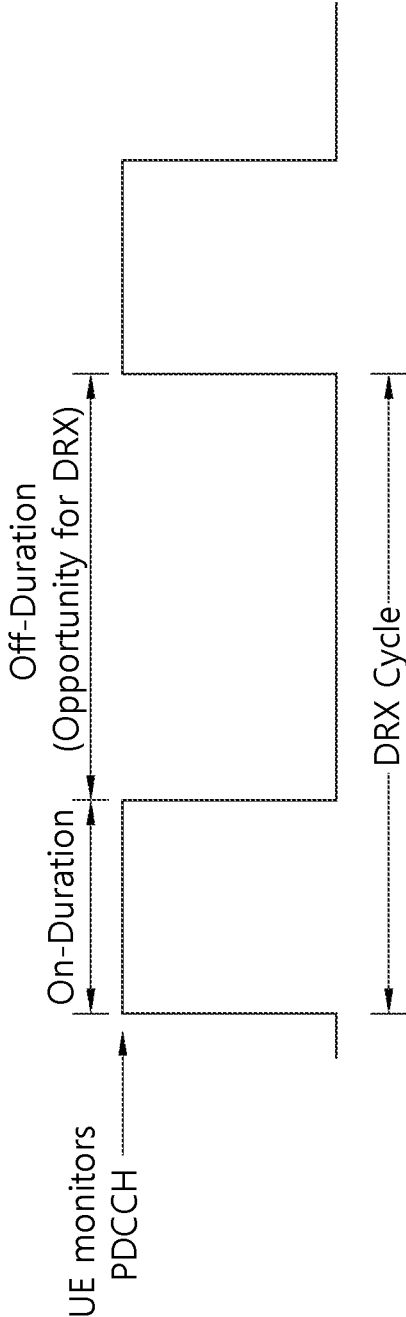 UE monitors
PDCCH
On-Duration
Off-Duration
(Opportunity for DRX)
DRX Cycle